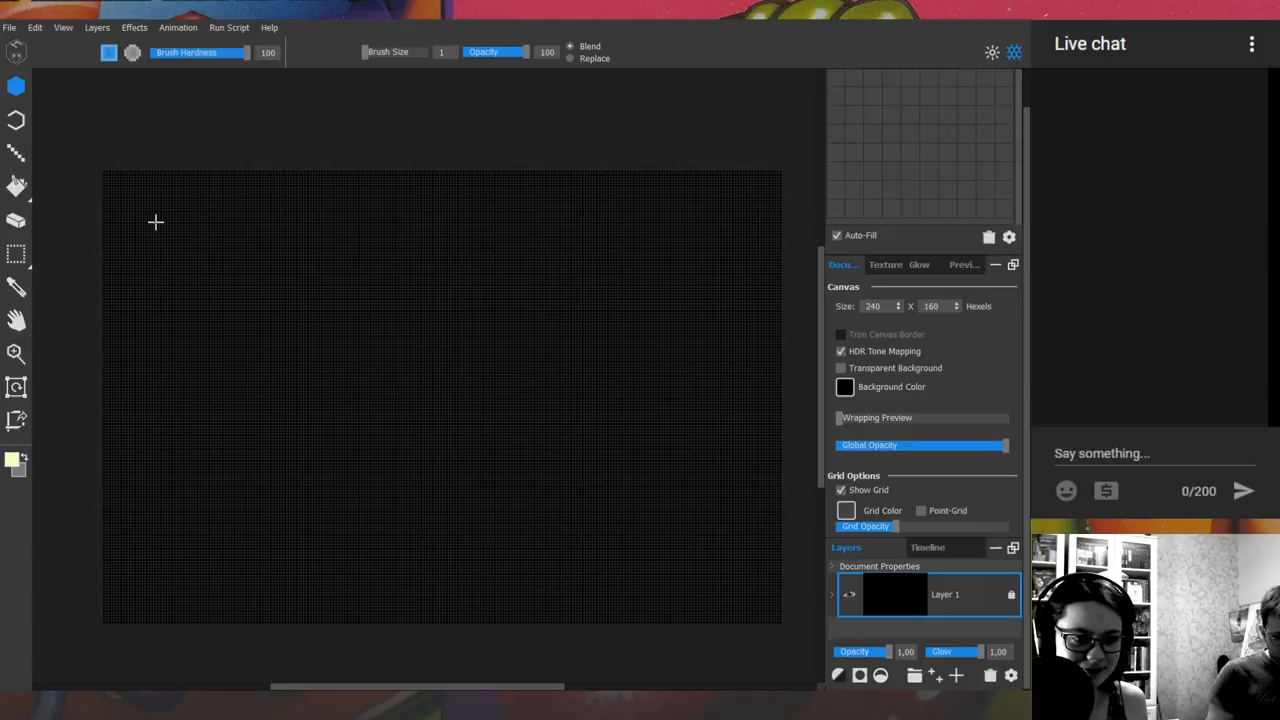 File Edit View Layers Effects Animation Run Script Help
Live chat
Brush Hardness 100 Brush Size 1 Opacity 100 Blend
Replace
Auto-Fill
Docu... Texture Glow Previ...
Canvas
Size: 240 X 160 Hexels
Trim Canvas Border
HDR Tone Mapping
Transparent Background
Background Color
Wrapping Preview
Global Opacity
Grid Options
Show Grid
Grid Color Point-Grid
Grid Opacity
Layers Timeline
Document Properties
Layer 1
Opacity 1,00 Glow 1,00
Say something...
0/200